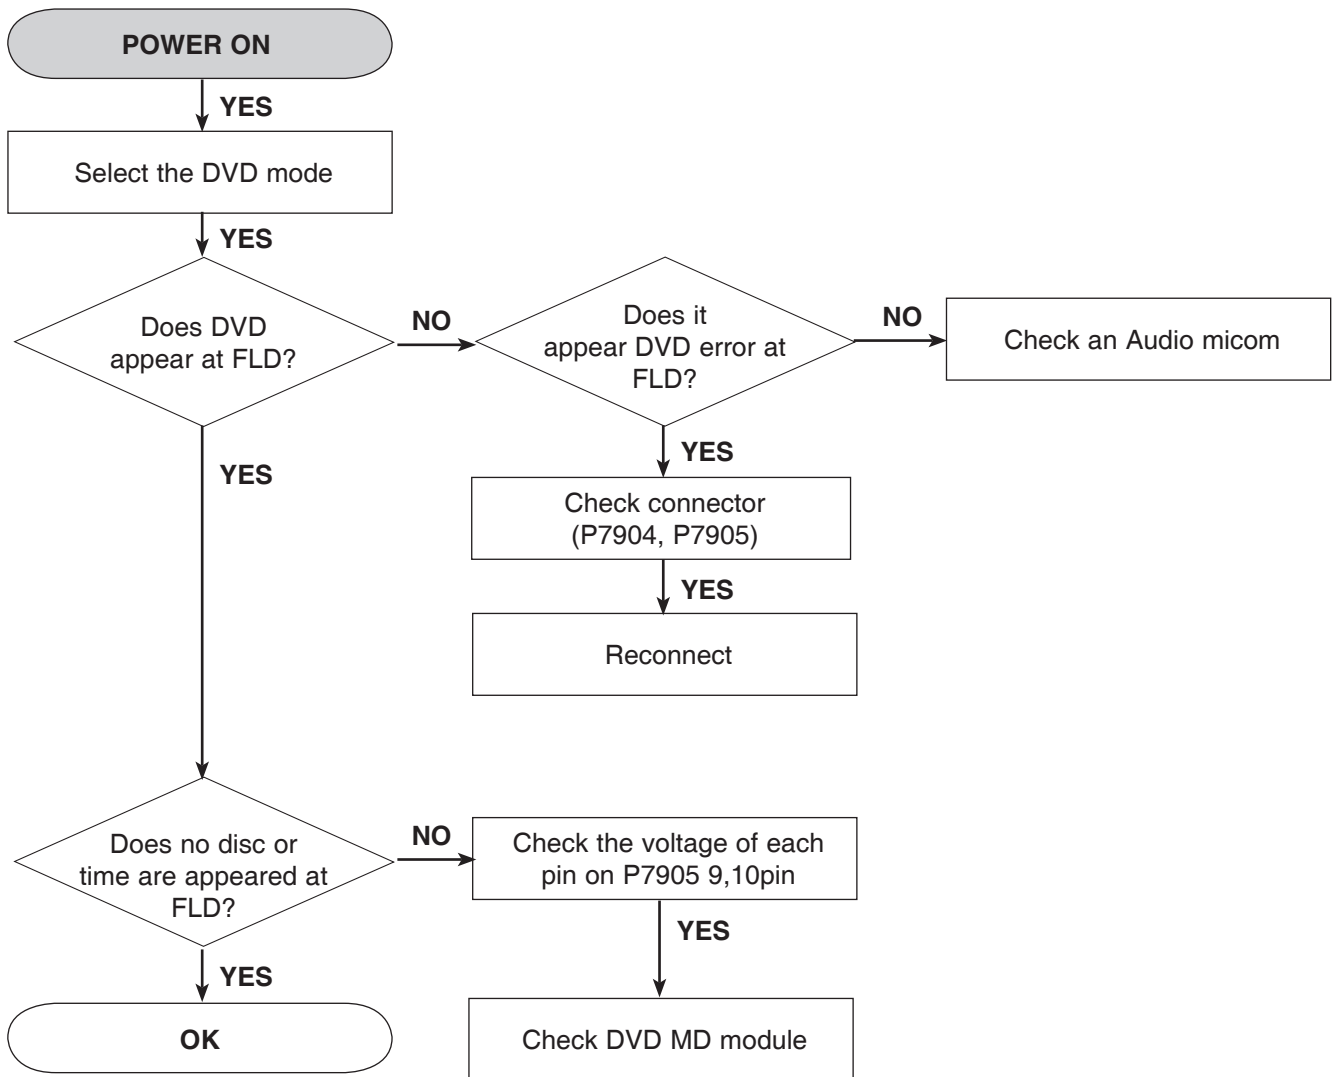 POWER ON
YES
Select the DVD mode
YES
Does DVD
appear at FLD?
NO
Does it
appear DVD error at
FLD?
NO
Check an Audio micom
YES
Check connector
(P7904, P7905)
YES
Reconnect
YES
Does no disc or
time are appeared at
FLD?
NO
Check the voltage of each
pin on P7905 9,10pin
YES
Check DVD MD module
YES
OK